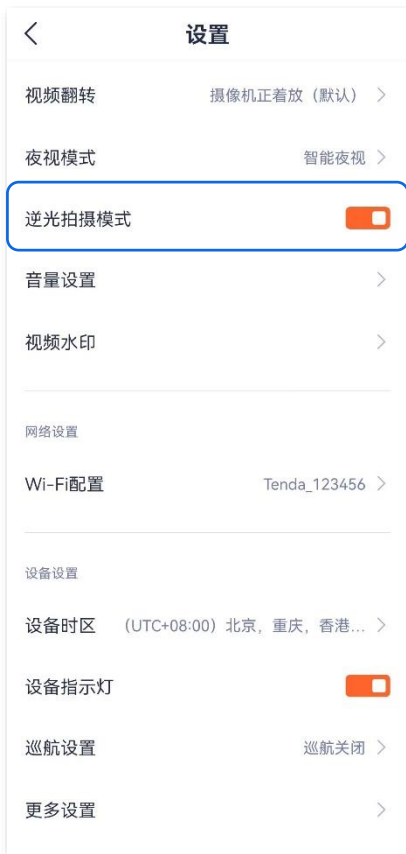 设置
视频翻转 摄像机正着放（默认）
夜视模式 智能夜视
逆光拍摄模式
音量设置
视频水印
网络设置
Wi-Fi配置 Tenda_123456
设备设置
设备时区 （UTC+08:00）北京，重庆，香港...
设备指示灯
巡航设置 巡航关闭
更多设置